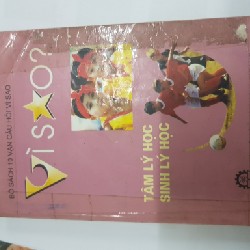 BỘ SÁCH 10 VẠN CÂU HỎI VÌ SAO
VÌ SAO?
TÂM LÝ HỌC
SINH LÝ HỌC